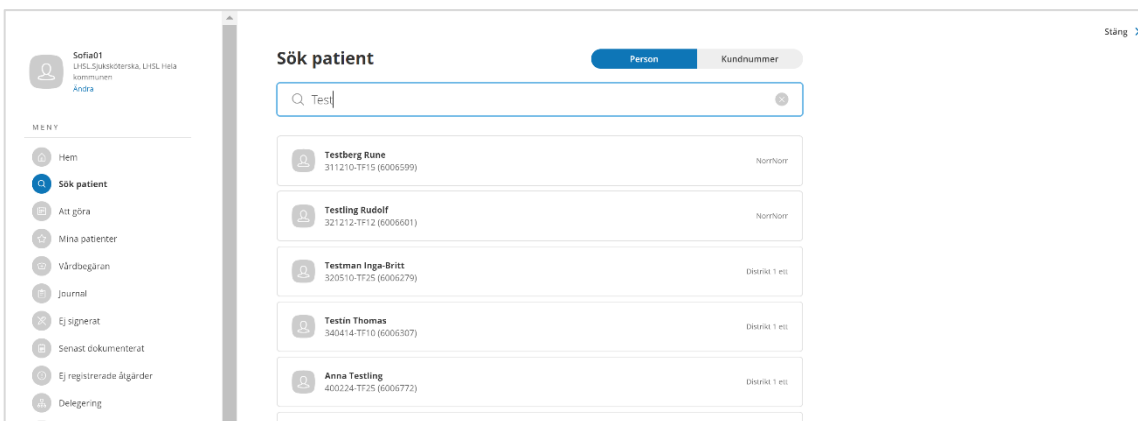 Stäng
Sofia01
LHSL.Sjuksköterska, LHSL Hela
kommunen
Ändra
MENY
Hem
Sök patient
Att göra
Mina patienter
Vårdbegäran
Journal
Ej signerat
Senast dokumenterat
Ej registrerade åtgärder
Delegering
Sök patient
Person
Kundnummer
Test
Testberg Rune
311210-TF15 (6006599)
NorrNorr
Testling Rudolf
321212-TF12 (6006601)
NorrNorr
Testman Inga-Britt
320510-TF25 (6006279)
Distrikt 1 ett
Testín Thomas
340414-TF10 (6006307)
Distrikt 1 ett
Anna Testling
400224-TF25 (6006772)
Distrikt 1 ett